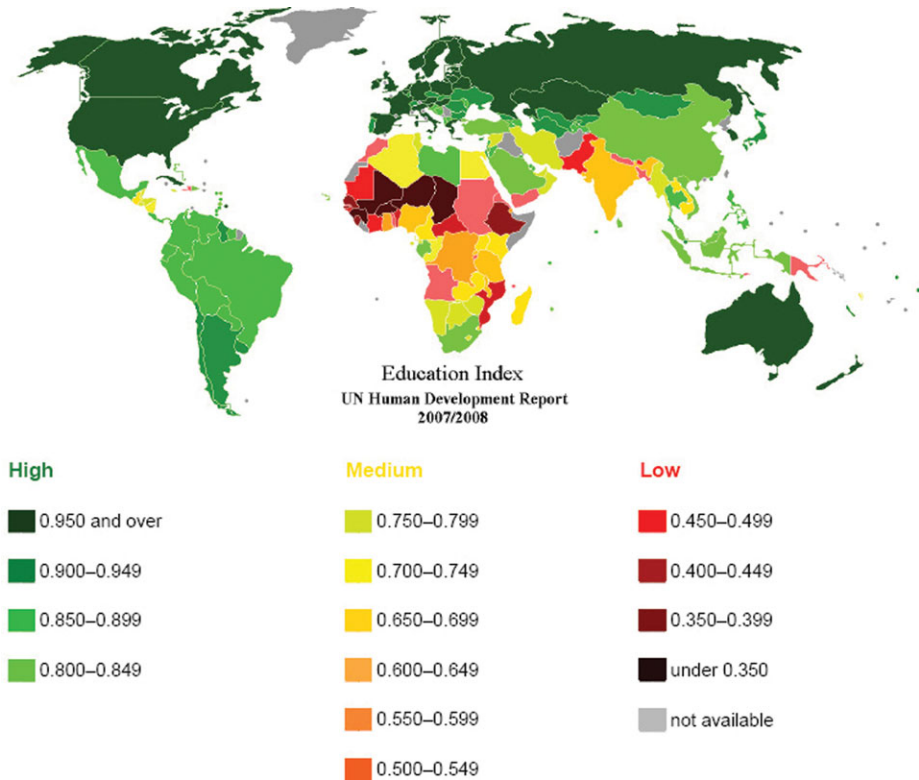 Education Index
UN Human Development Report
2007/2008
High
0.950 and over
0.900–0.949
0.850–0.899
0.800–0.849
Medium
0.750–0.799
0.700–0.749
0.650–0.699
0.600–0.649
0.550–0.599
0.500–0.549
Low
0.450–0.499
0.400–0.449
0.350–0.399
under 0.350
not available